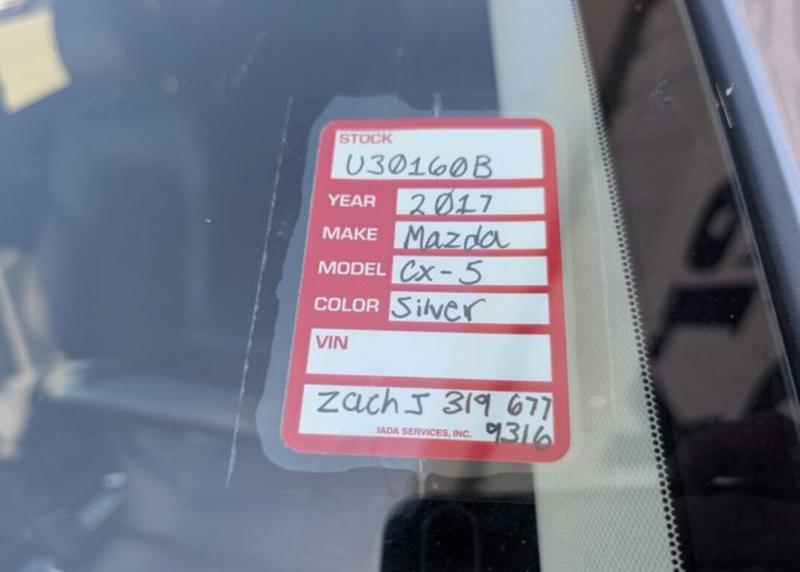 STOCK
U30160B
YEAR 2017
MAKE Mazda
MODEL Cx-5
COLOR Silver
VIN
Zach J 319 677
IADA SERVICES, INC. 9316